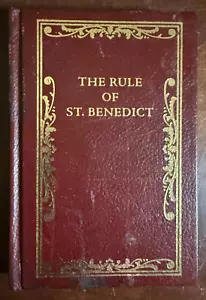 THE RULE
OF
ST. BENEDICT